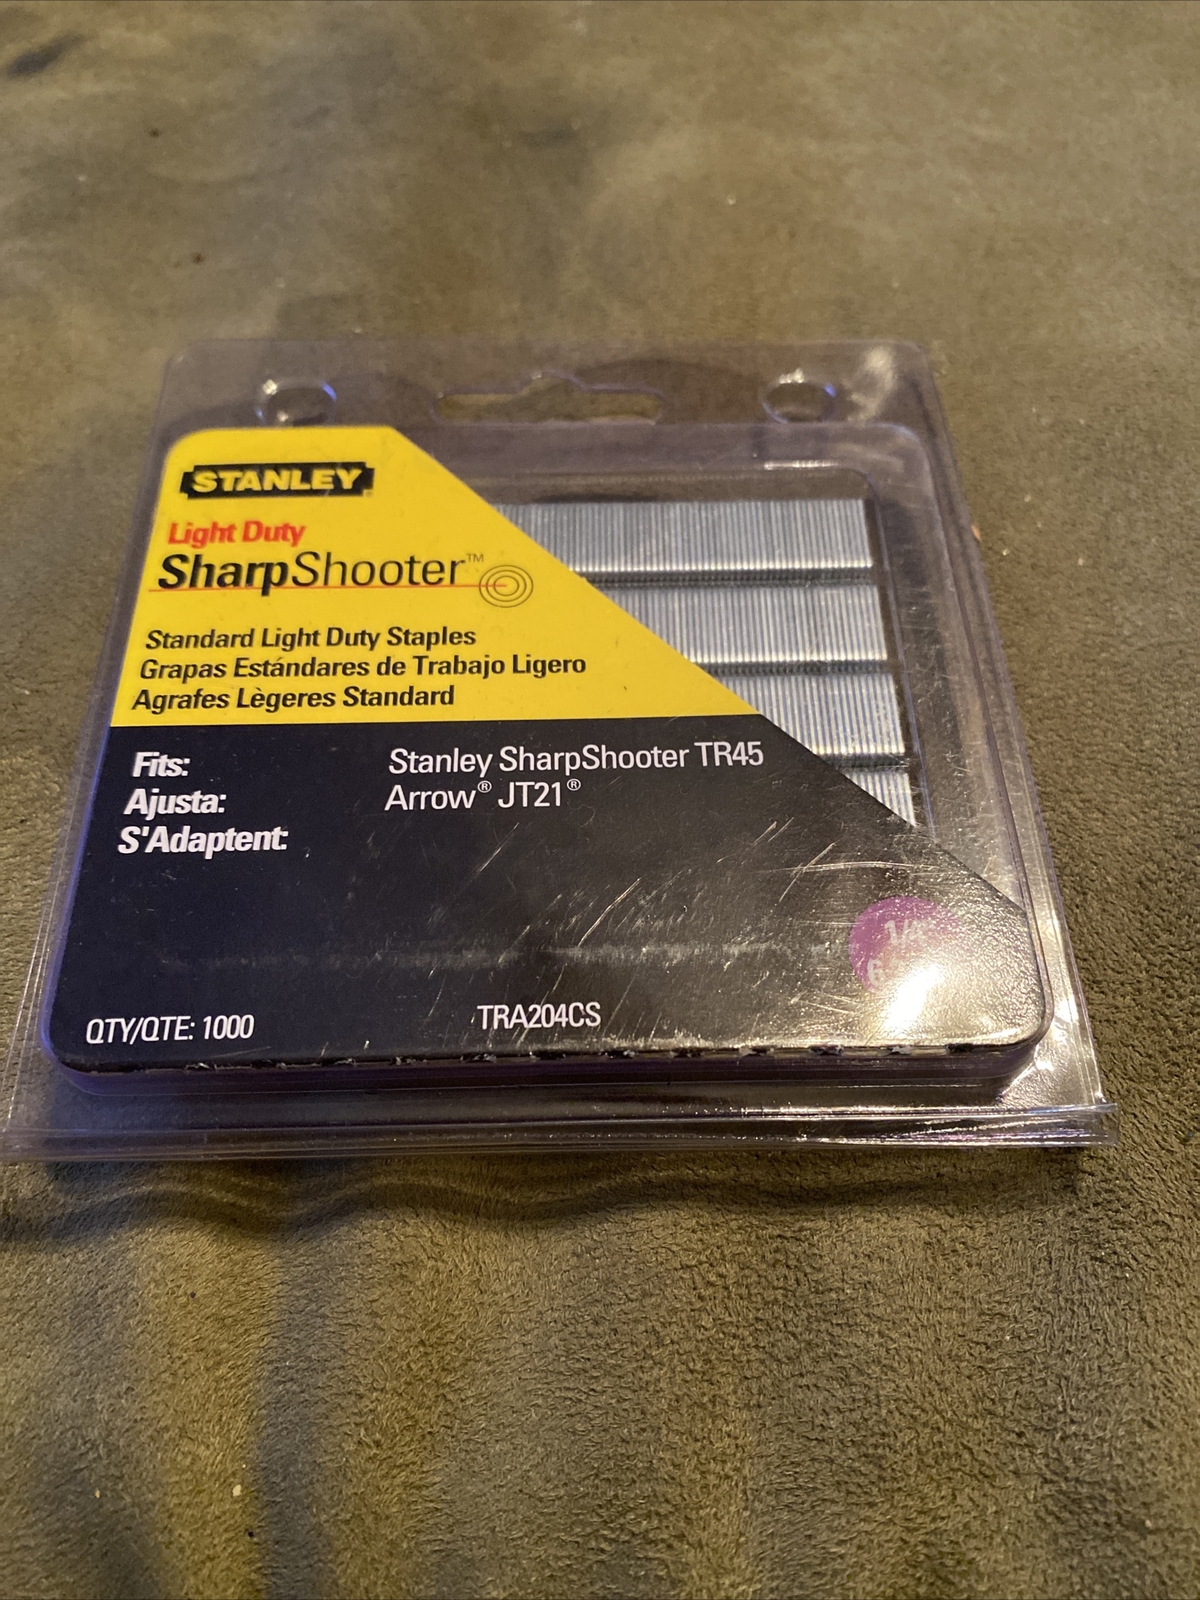 STANLEY
Light Duty
SharpShooter™
Standard Light Duty Staples
Grapas Estándares de Trabajo Ligero
Agrafes Lègeres Standard
Fits: Stanley SharpShooter TR45
Ajusta: Arrow® JT21®
S'Adaptent:
QTY/QTE: 1000 TRA204CS